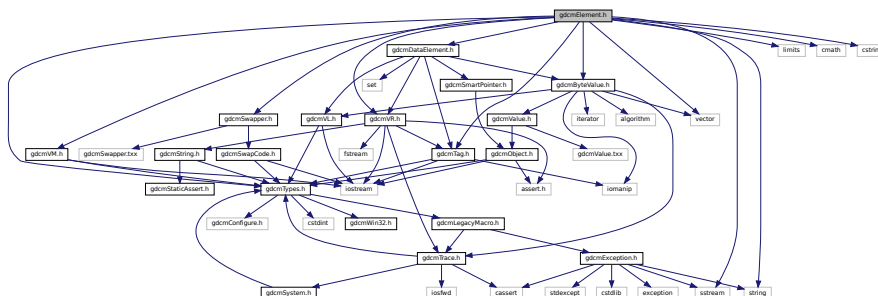 gdcmElement.h
gdcmDataElement.h
limits
cmath
set
gdcmSmartPointer.h
gdcmByteValue.h
gdcmSwapper.h
gdcmVL.h
gdcmVR.h
gdcmValue.h
iterator
algorithm
vector
gdcmVM.h
gdcmSwapper.txx
gdcmString.h
gdcmSwapCode.h
fstream
gdcmTag.h
gdcmObject.h
gdcmValue.txx
gdcmStaticAssert.h
gdcmTypes.h
iostream
assert.h
iomanip
gdcmConfigure.h
cstdint
gdcmWin32.h
gdcmLegacyMacro.h
gdcmTrace.h
gdcmException.h
gdcmSystem.h
iosfwd
cassert
stdexcept
cstdlib
exception
sstream
string